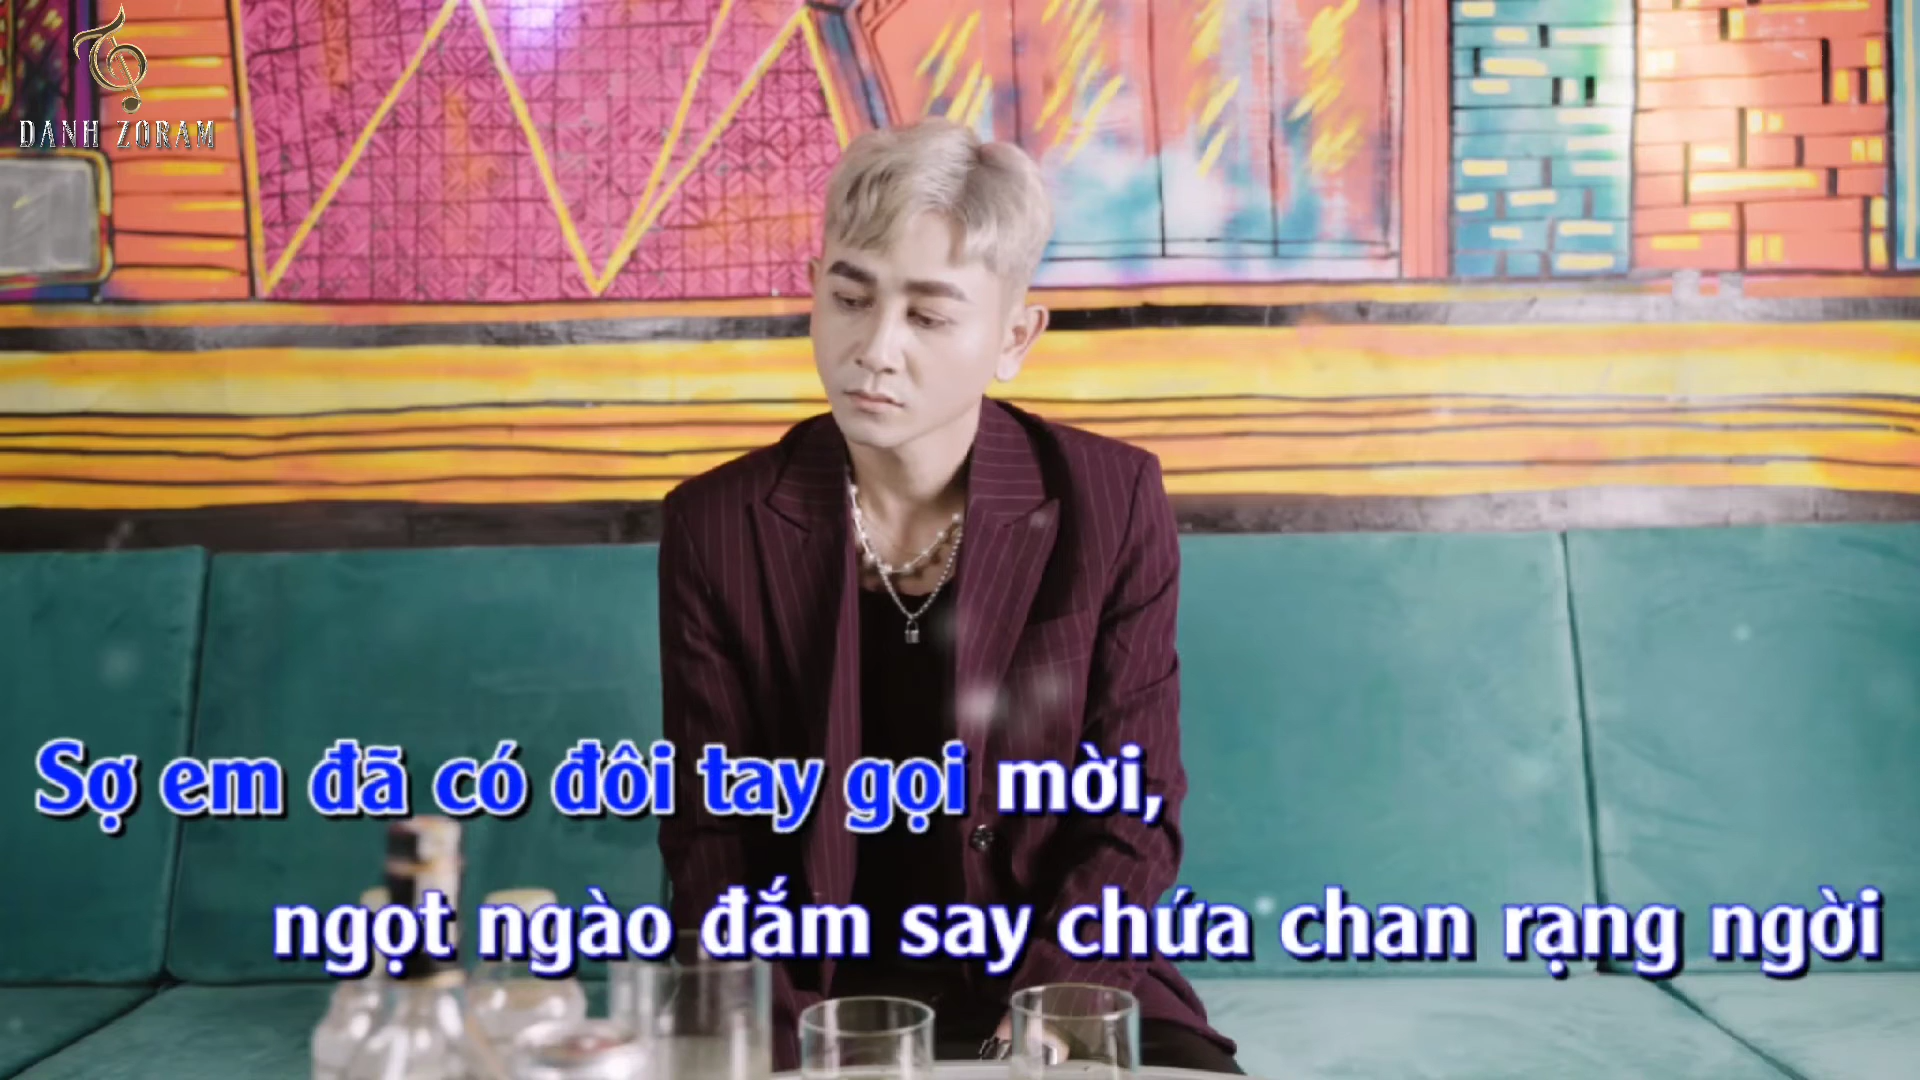 DANH ZORAM
Sợ em đã có đôi tay gọi mời,
ngọt ngào đắm say chứa chan rạng ngời